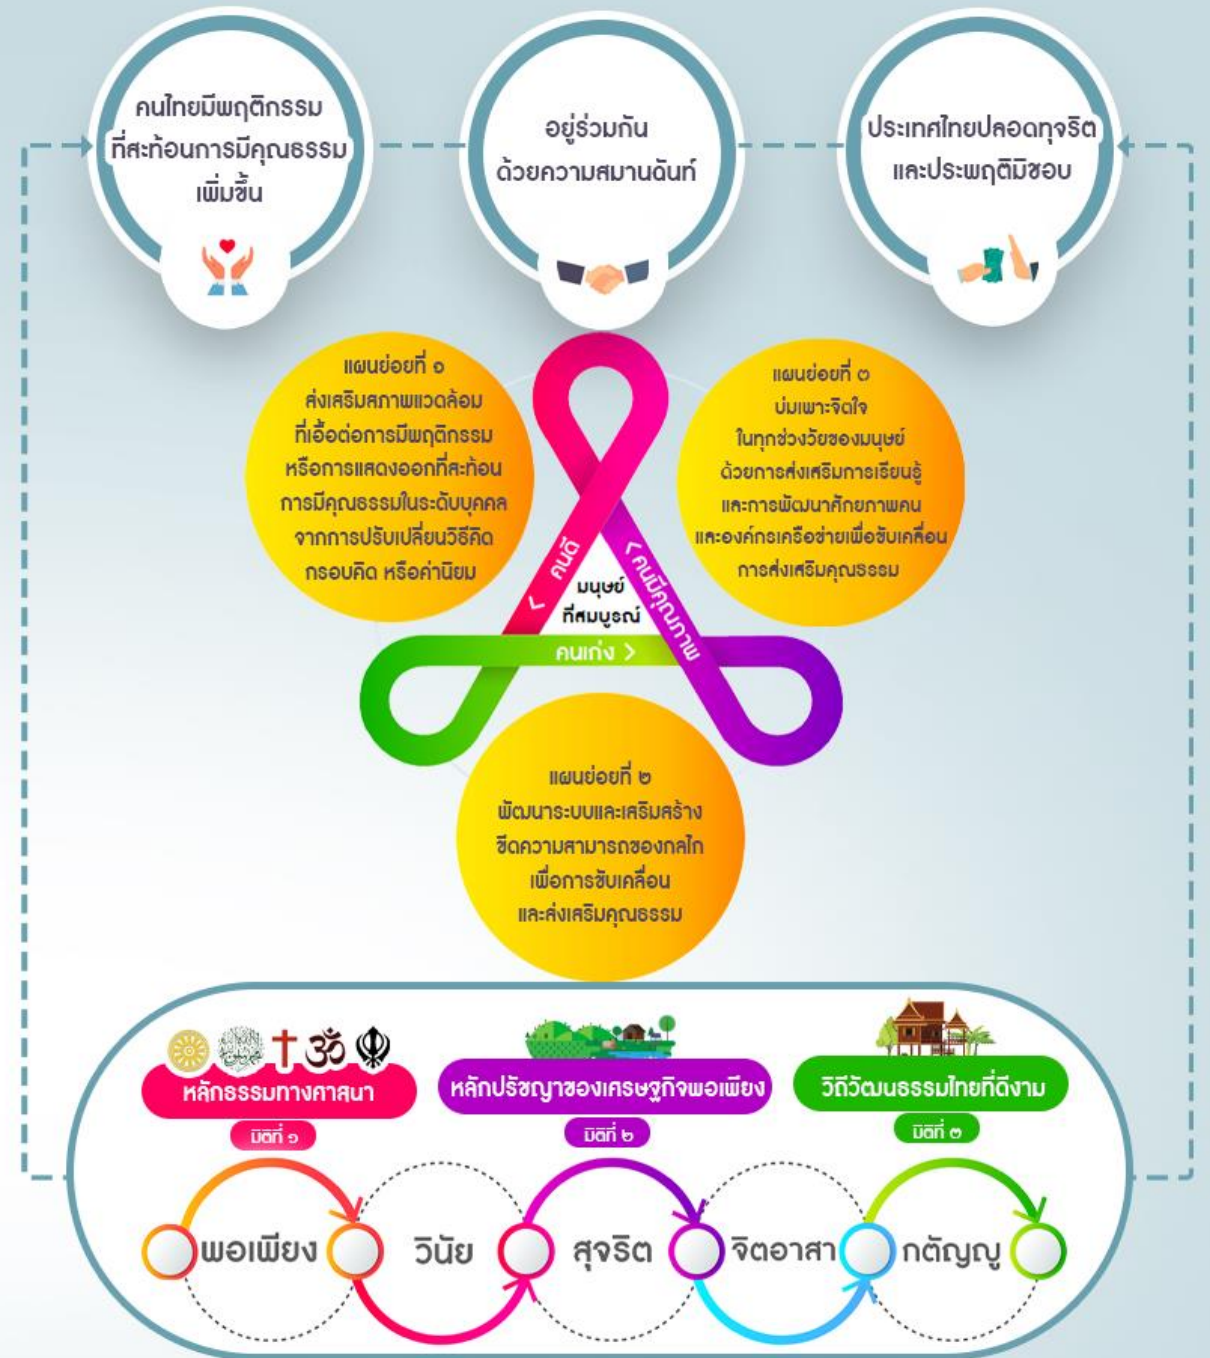 คนไทยมีพฤติกรรม
ที่สะท้อนการมีคุณธรรม
เพิ่มขึ้น
อยู่ร่วมกัน
ด้วยความสมานฉันท์
ประเทศไทยปลอดทุจริต
และประพฤติมิชอบ
แผนย่อยที่ ๑
ส่งเสริมสภาพแวดล้อม
ที่เอื้อต่อการมีพฤติกรรม
หรือการแสดงออกที่สะท้อน
การมีคุณธรรมในระดับบุคคล
จากการปรับเปลี่ยนวิธีคิด
กรอบคิด หรือค่านิยม
แผนย่อยที่ ๓
บ่มเพาะจิตใจ
ในทุกช่วงวัยของมนุษย์
ด้วยการส่งเสริมการเรียนรู้
และการพัฒนาศักยภาพคน
และองค์กรเครือข่ายเพื่อขับเคลื่อน
การส่งเสริมคุณธรรม
< คนดี
< คนมีคุณภาพ
มนุษย์
ที่สมบูรณ์
คนเก่ง >
แผนย่อยที่ ๒
พัฒนาระบบและเสริมสร้าง
ขีดความสามารถของกลไก
เพื่อการขับเคลื่อน
และส่งเสริมคุณธรรม
หลักธรรมทางศาสนา
หลักปรัชญาของเศรษฐกิจพอเพียง
วิถีวัฒนธรรมไทยที่ดีงาม
มิติที่ ๑
มิติที่ ๒
มิติที่ ๓
พอเพียง
วินัย
สุจริต
จิตอาสา
กตัญญู